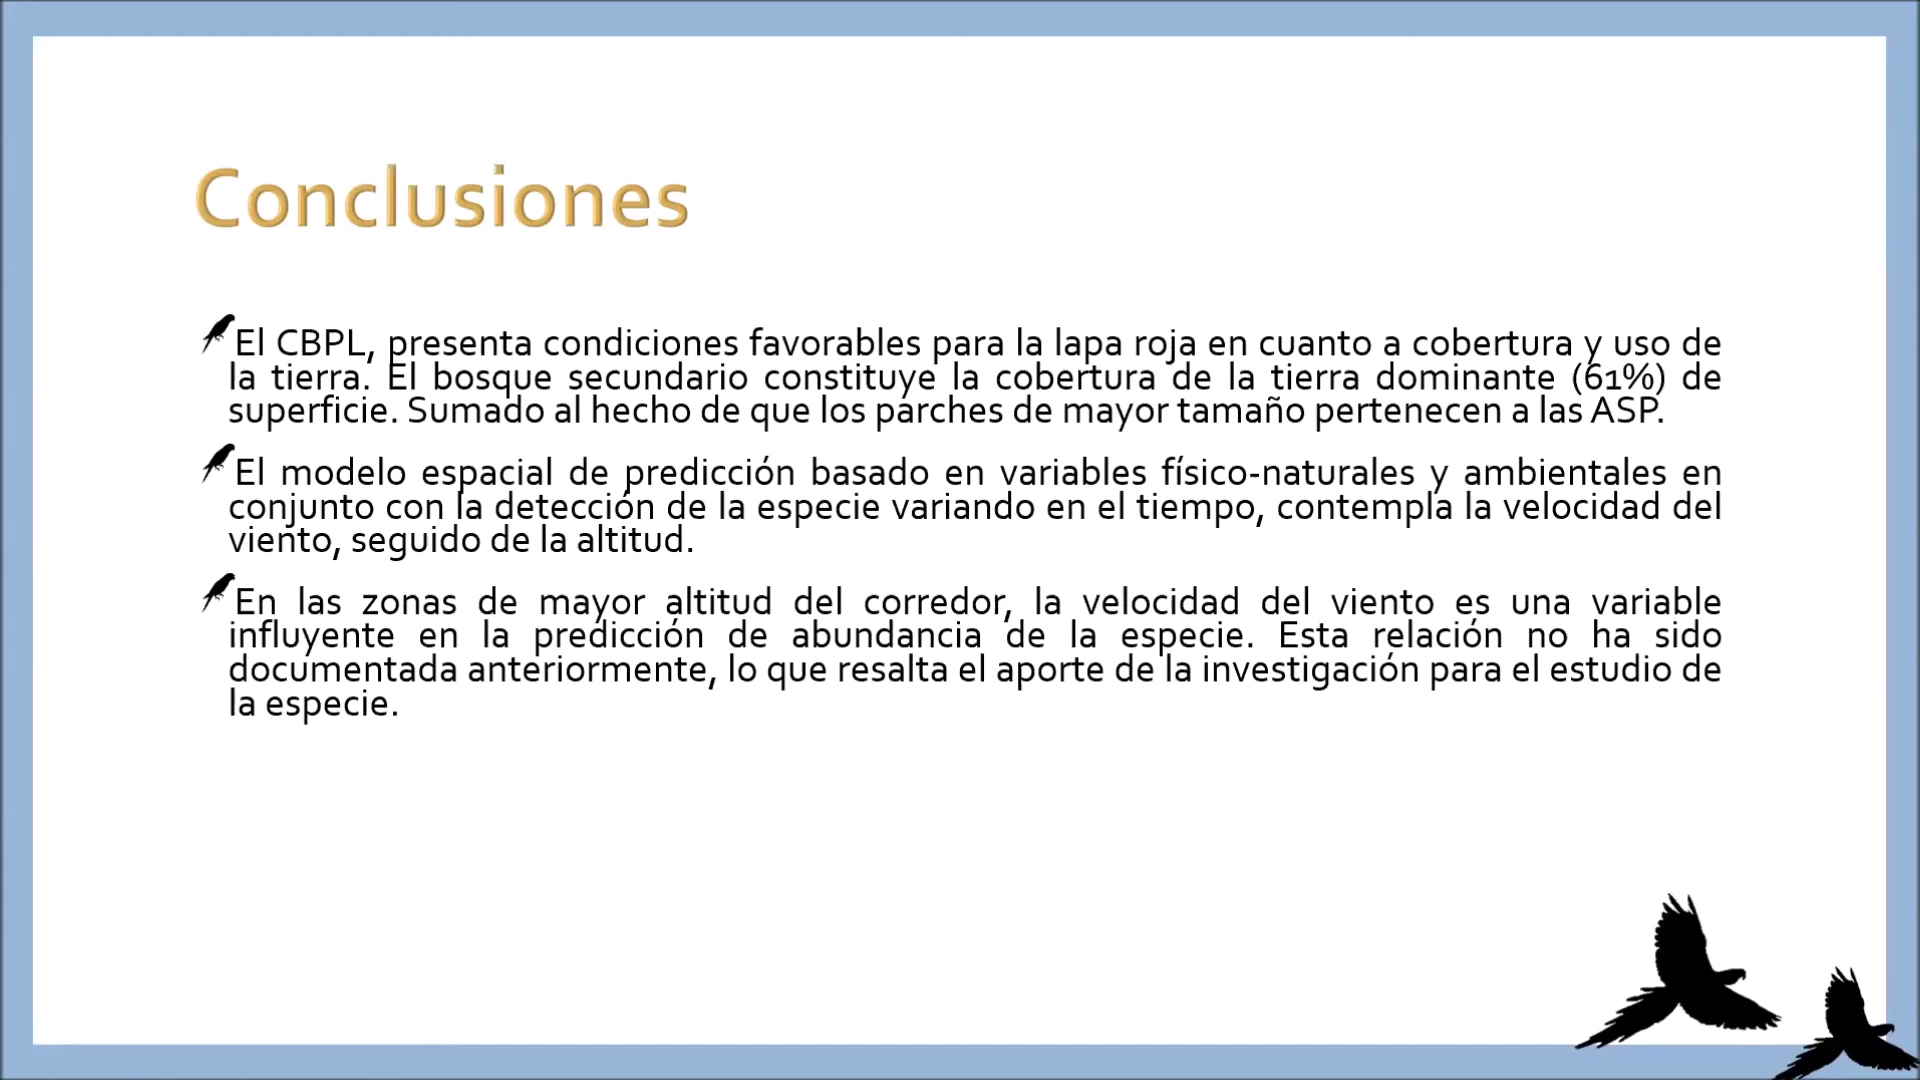 Conclusiones
El CBPL, presenta condiciones favorables para la lapa roja en cuanto a cobertura y uso de
la tierra. El bosque secundario constituye la cobertura de la tierra dominante (61%) de
superficie. Sumado al hecho de que los parches de mayor tamaño pertenecen a las ASP.
El modelo espacial de predicción basado en variables físico-naturales y ambientales en
conjunto con la detección de la especie variando en el tiempo, contempla la velocidad del
viento, seguido de la altitud.
En las zonas de mayor altitud del corredor, la velocidad del viento es una variable
influyente en la predicción de abundancia de la especie. Esta relación no ha sido
documentada anteriormente, lo que resalta el aporte de la investigación para el estudio de
la especie.